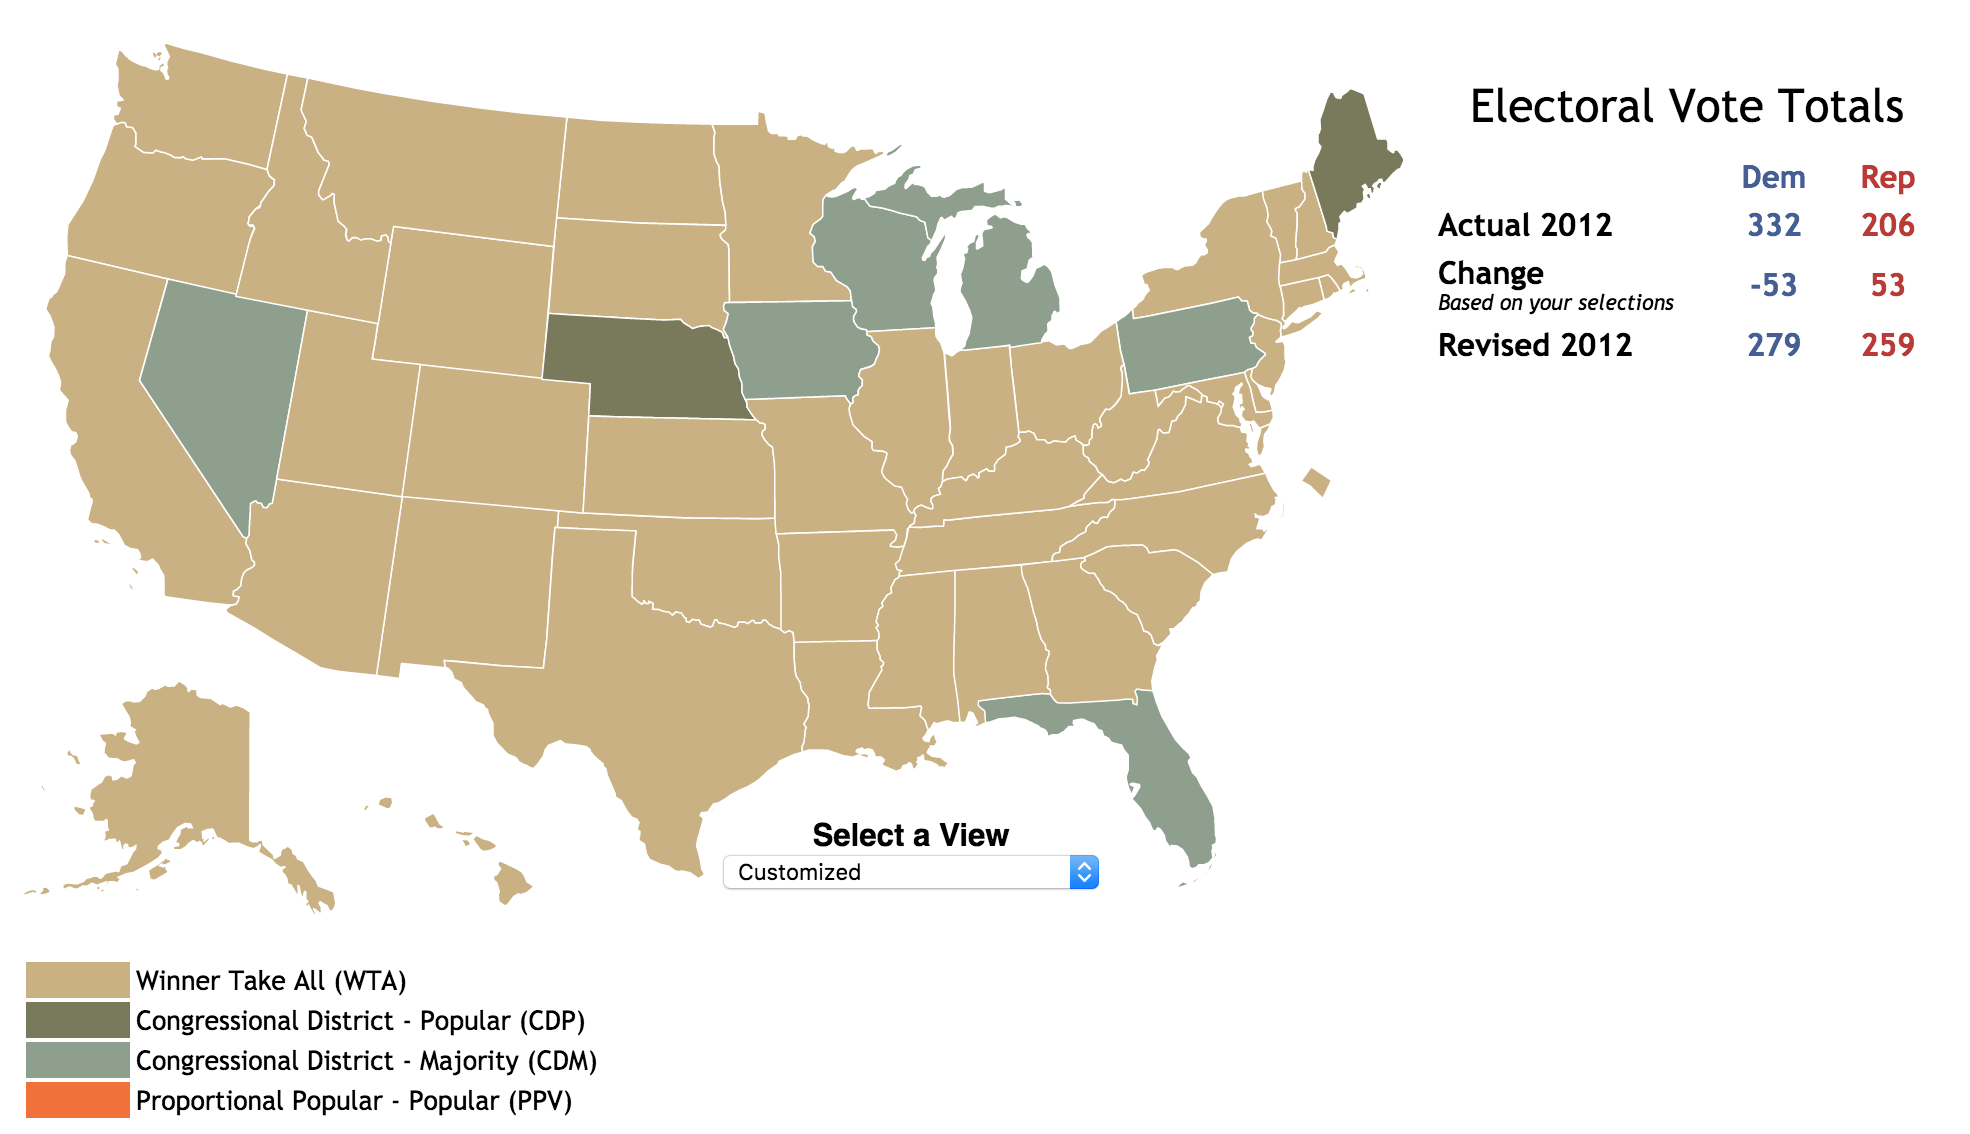 Electoral Vote Totals
Dem Rep
Actual 2012 332 206
Change -53 53
Based on your selections
Revised 2012 279 259
Select a View
Customized
Winner Take All (WTA)
Congressional District - Popular (CDP)
Congressional District - Majority (CDM)
Proportional Popular - Popular (PPV)